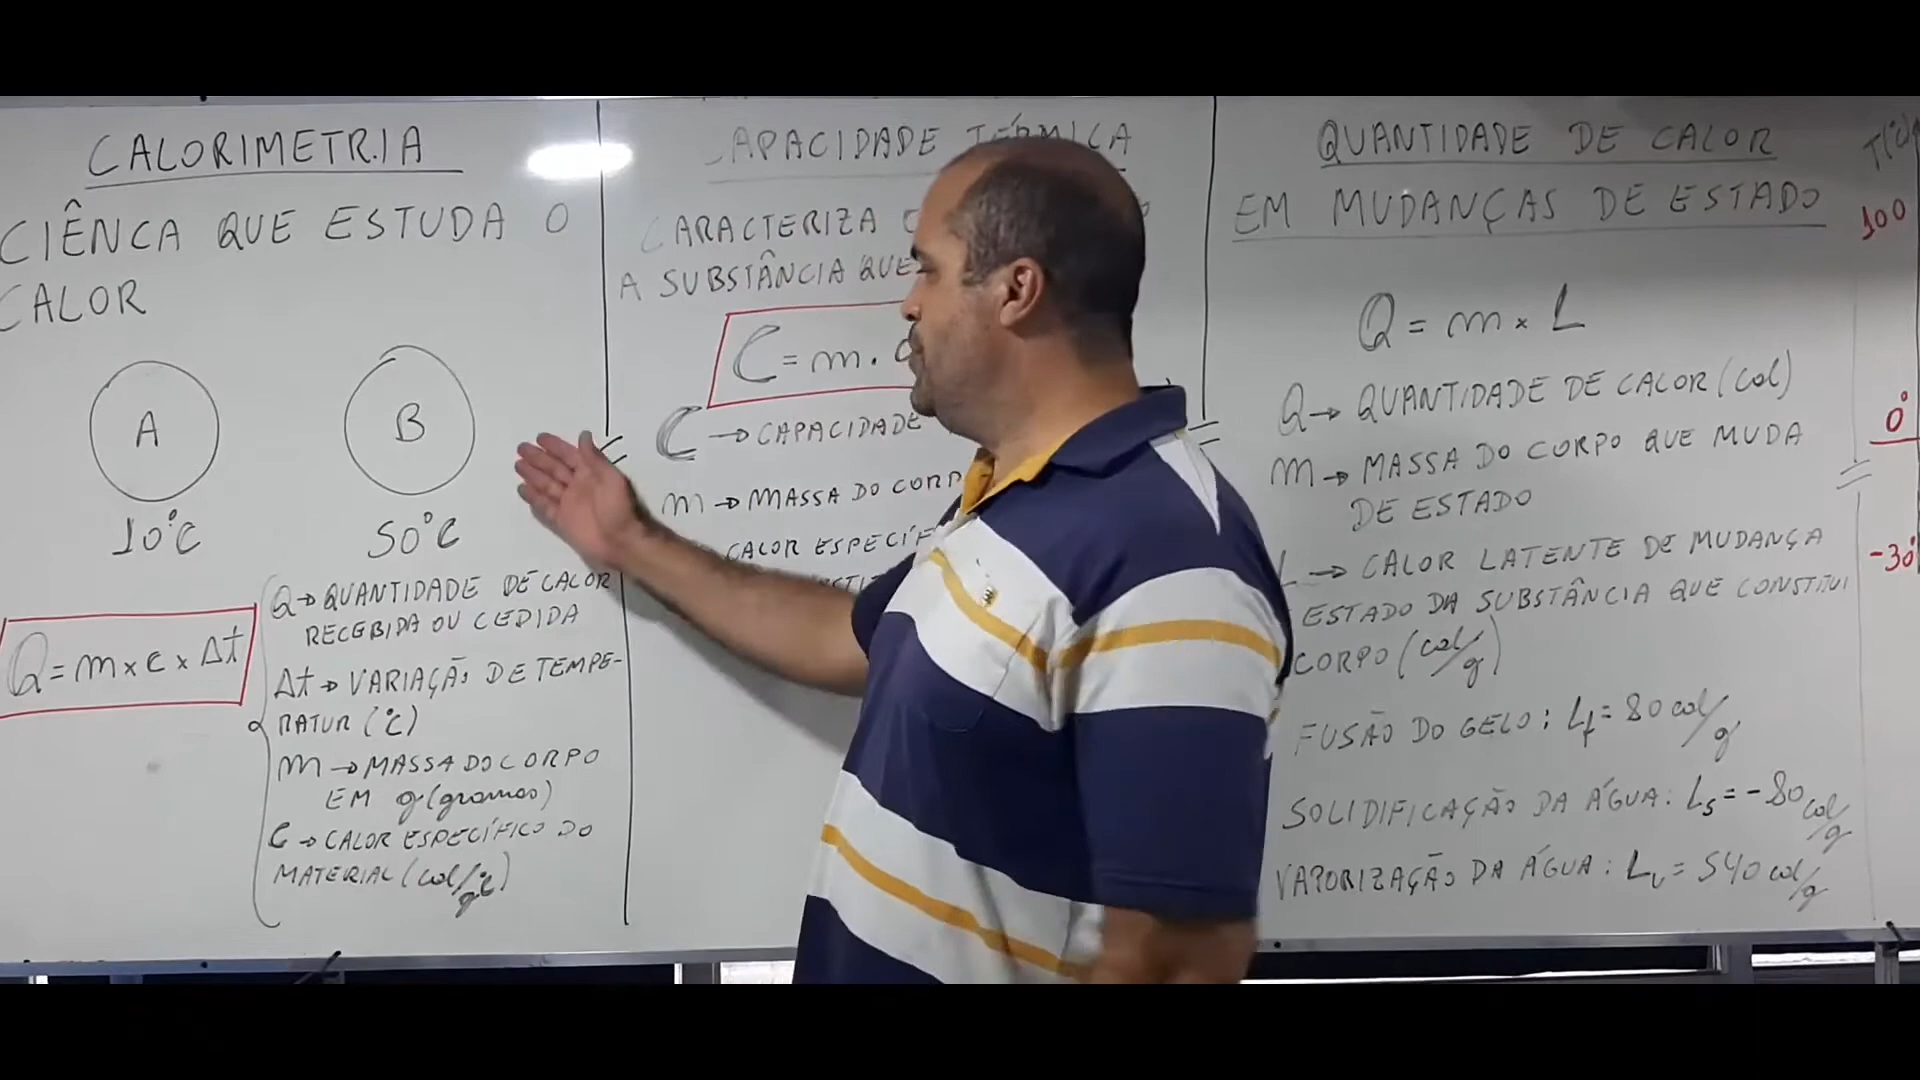 CALORIMETRIA
CIÊNCA QUE ESTUDA O
CALOR
A
B
10°C
50°C
Q = m x c x Δt
Q → QUANTIDADE DE CALOR
RECEBIDA OU CEDIDA
Δt → VARIAÇÃO DE TEMPE-
RATUR (°C)
m → MASSA DO CORPO
EM g (gramas)
C → CALOR ESPECÍFICO DO
MATERIAL (cal/g°C)
CAPACIDADE TÉRMICA
CARACTERIZA
A SUBSTÂNCIA QUE
C = m .
C → CAPACIDADE
m → MASSA DO CORP
CALOR ESPECÍF
QUANTIDADE DE CALOR
EM MUDANÇAS DE ESTADO
Q = m x L
Q → QUANTIDADE DE CALOR (cal)
m → MASSA DO CORPO QUE MUDA
DE ESTADO
L → CALOR LATENTE DE MUDANÇA
ESTADO DA SUBSTÂNCIA QUE CONSTITUI
CORPO (cal/g)
FUSÃO DO GELO: Lf = 80 cal/g
SOLIDIFICAÇÃO DA ÁGUA: Ls = -80 cal/g
VAPORIZAÇÃO DA ÁGUA: Lv = 540 cal/g
T(°C)
100
0°
-30°